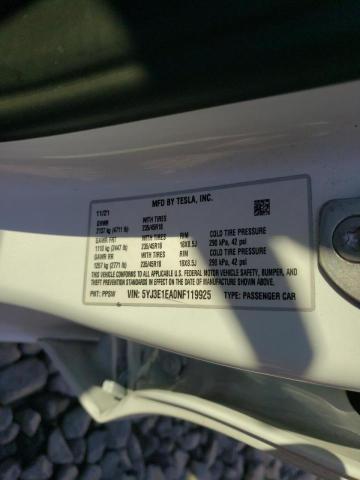 MFD BY TESLA, INC.
11/21
GVWR WITH TIRES
2137 kg (4711 lb) 235/45R18
GAWR FRT WITH TIRES RIM COLD TIRE PRESSURE
1110 kg (2447 lb) 235/45R18 18X8.5J 290 kPa, 42 psi
GAWR RR WITH TIRES RIM COLD TIRE PRESSURE
1257 kg (2771 lb) 235/45R18 18X8.5J 290 kPa, 42 psi
THIS VEHICLE CONFORMS TO ALL APPLICABLE U.S. FEDERAL MOTOR VEHICLE SAFETY, BUMPER, AND
THEFT PREVENTION STANDARDS IN EFFECT ON THE DATE OF MANUFACTURE SHOWN ABOVE.
PNT: PPSW VIN: 5YJ3E1EA0NF119925 TYPE: PASSENGER CAR